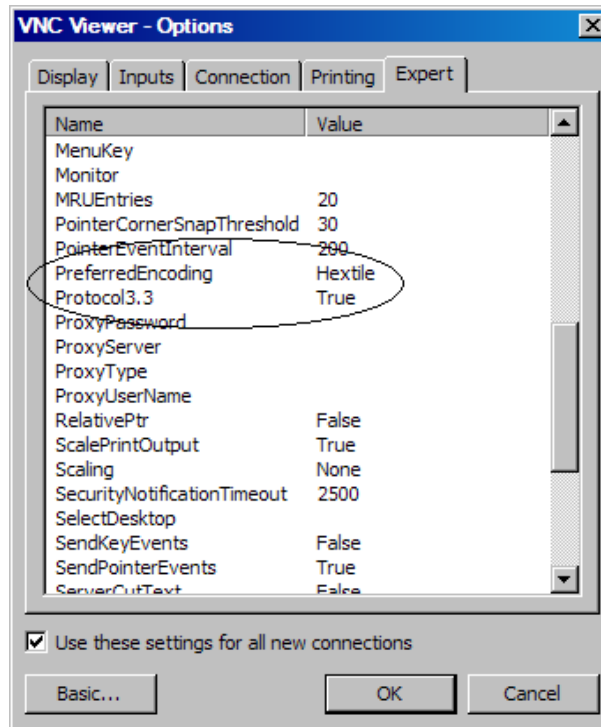 VNC Viewer - Options
Display Inputs Connection Printing Expert
Name Value
MenuKey
Monitor
MRUEntries 20
PointerCornerSnapThreshold 30
PointerEventInterval 200
PreferredEncoding Hextile
Protocol3.3 True
ProxyPassword
ProxyServer
ProxyType
ProxyUserName
RelativePtr False
ScalePrintOutput True
Scaling None
SecurityNotificationTimeout 2500
SelectDesktop
SendKeyEvents False
SendPointerEvents True
ServerCutText False
Use these settings for all new connections
Basic... OK Cancel